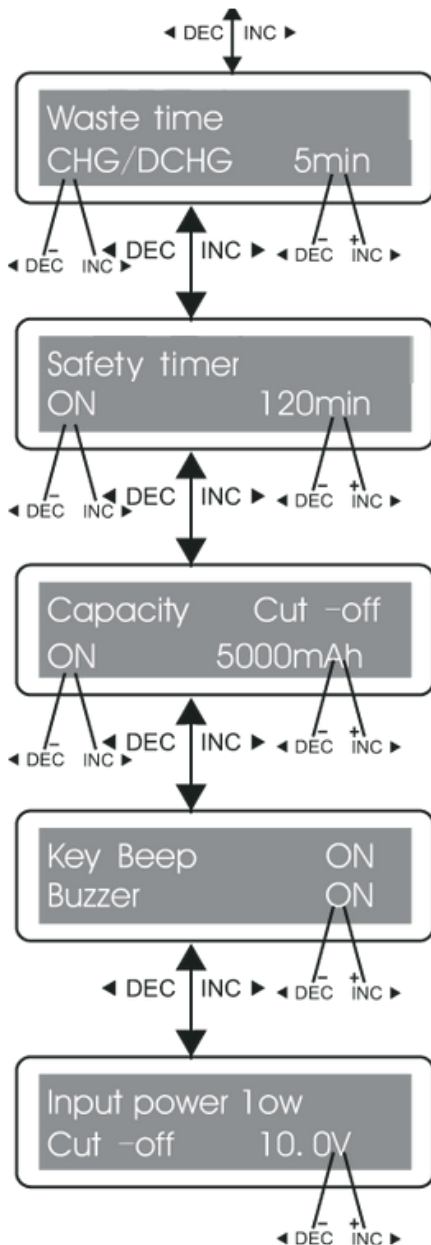 ◄ DEC INC ►
Waste time
CHG/DCHG 5min
◄ DEC INC ► ◄ DEC INC ► ◄ DEC – + INC ►
Safety timer
ON 120min
◄ DEC INC ► ◄ DEC INC ► ◄ DEC – + INC ►
Capacity Cut -off
ON 5000mAh
◄ DEC INC ► ◄ DEC INC ► ◄ DEC – + INC ►
Key Beep ON
Buzzer ON
◄ DEC INC ► ◄ DEC – + INC ►
Input power low
Cut -off 10.0V
◄ DEC – + INC ►